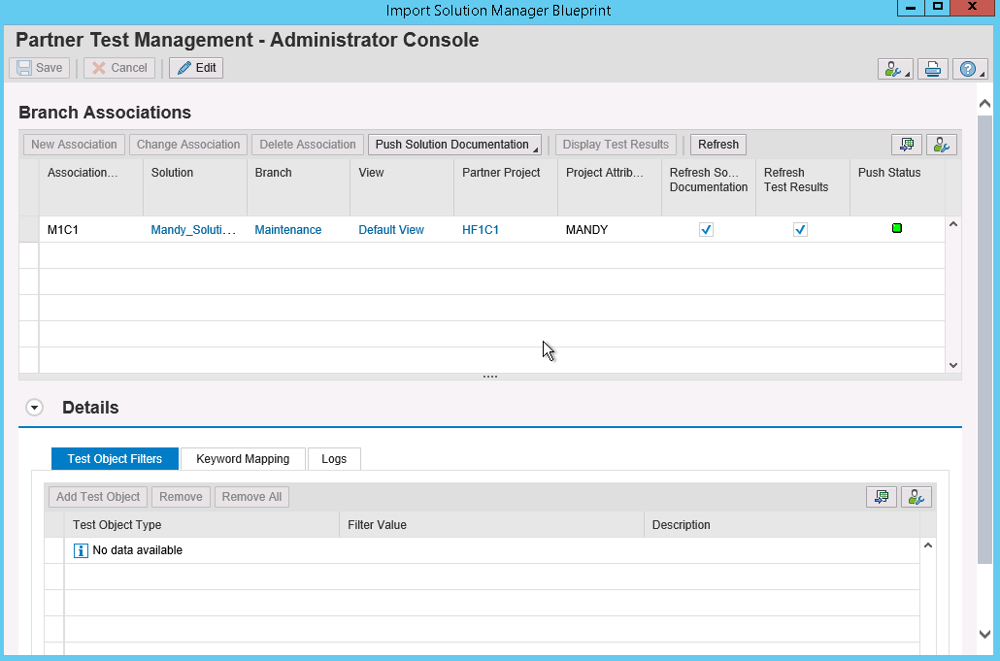 Import Solution Manager Blueprint
Partner Test Management - Administrator Console
Save Cancel Edit
Branch Associations
New Association Change Association Delete Association Push Solution Documentation Display Test Results Refresh
Association... Solution Branch View Partner Project Project Attrib... Refresh So... Refresh Push Status
Documentation Test Results
M1C1 Mandy_Soluti... Maintenance Default View HF1C1 MANDY
Details
Test Object Filters Keyword Mapping Logs
Add Test Object Remove Remove All
Test Object Type Filter Value Description
No data available